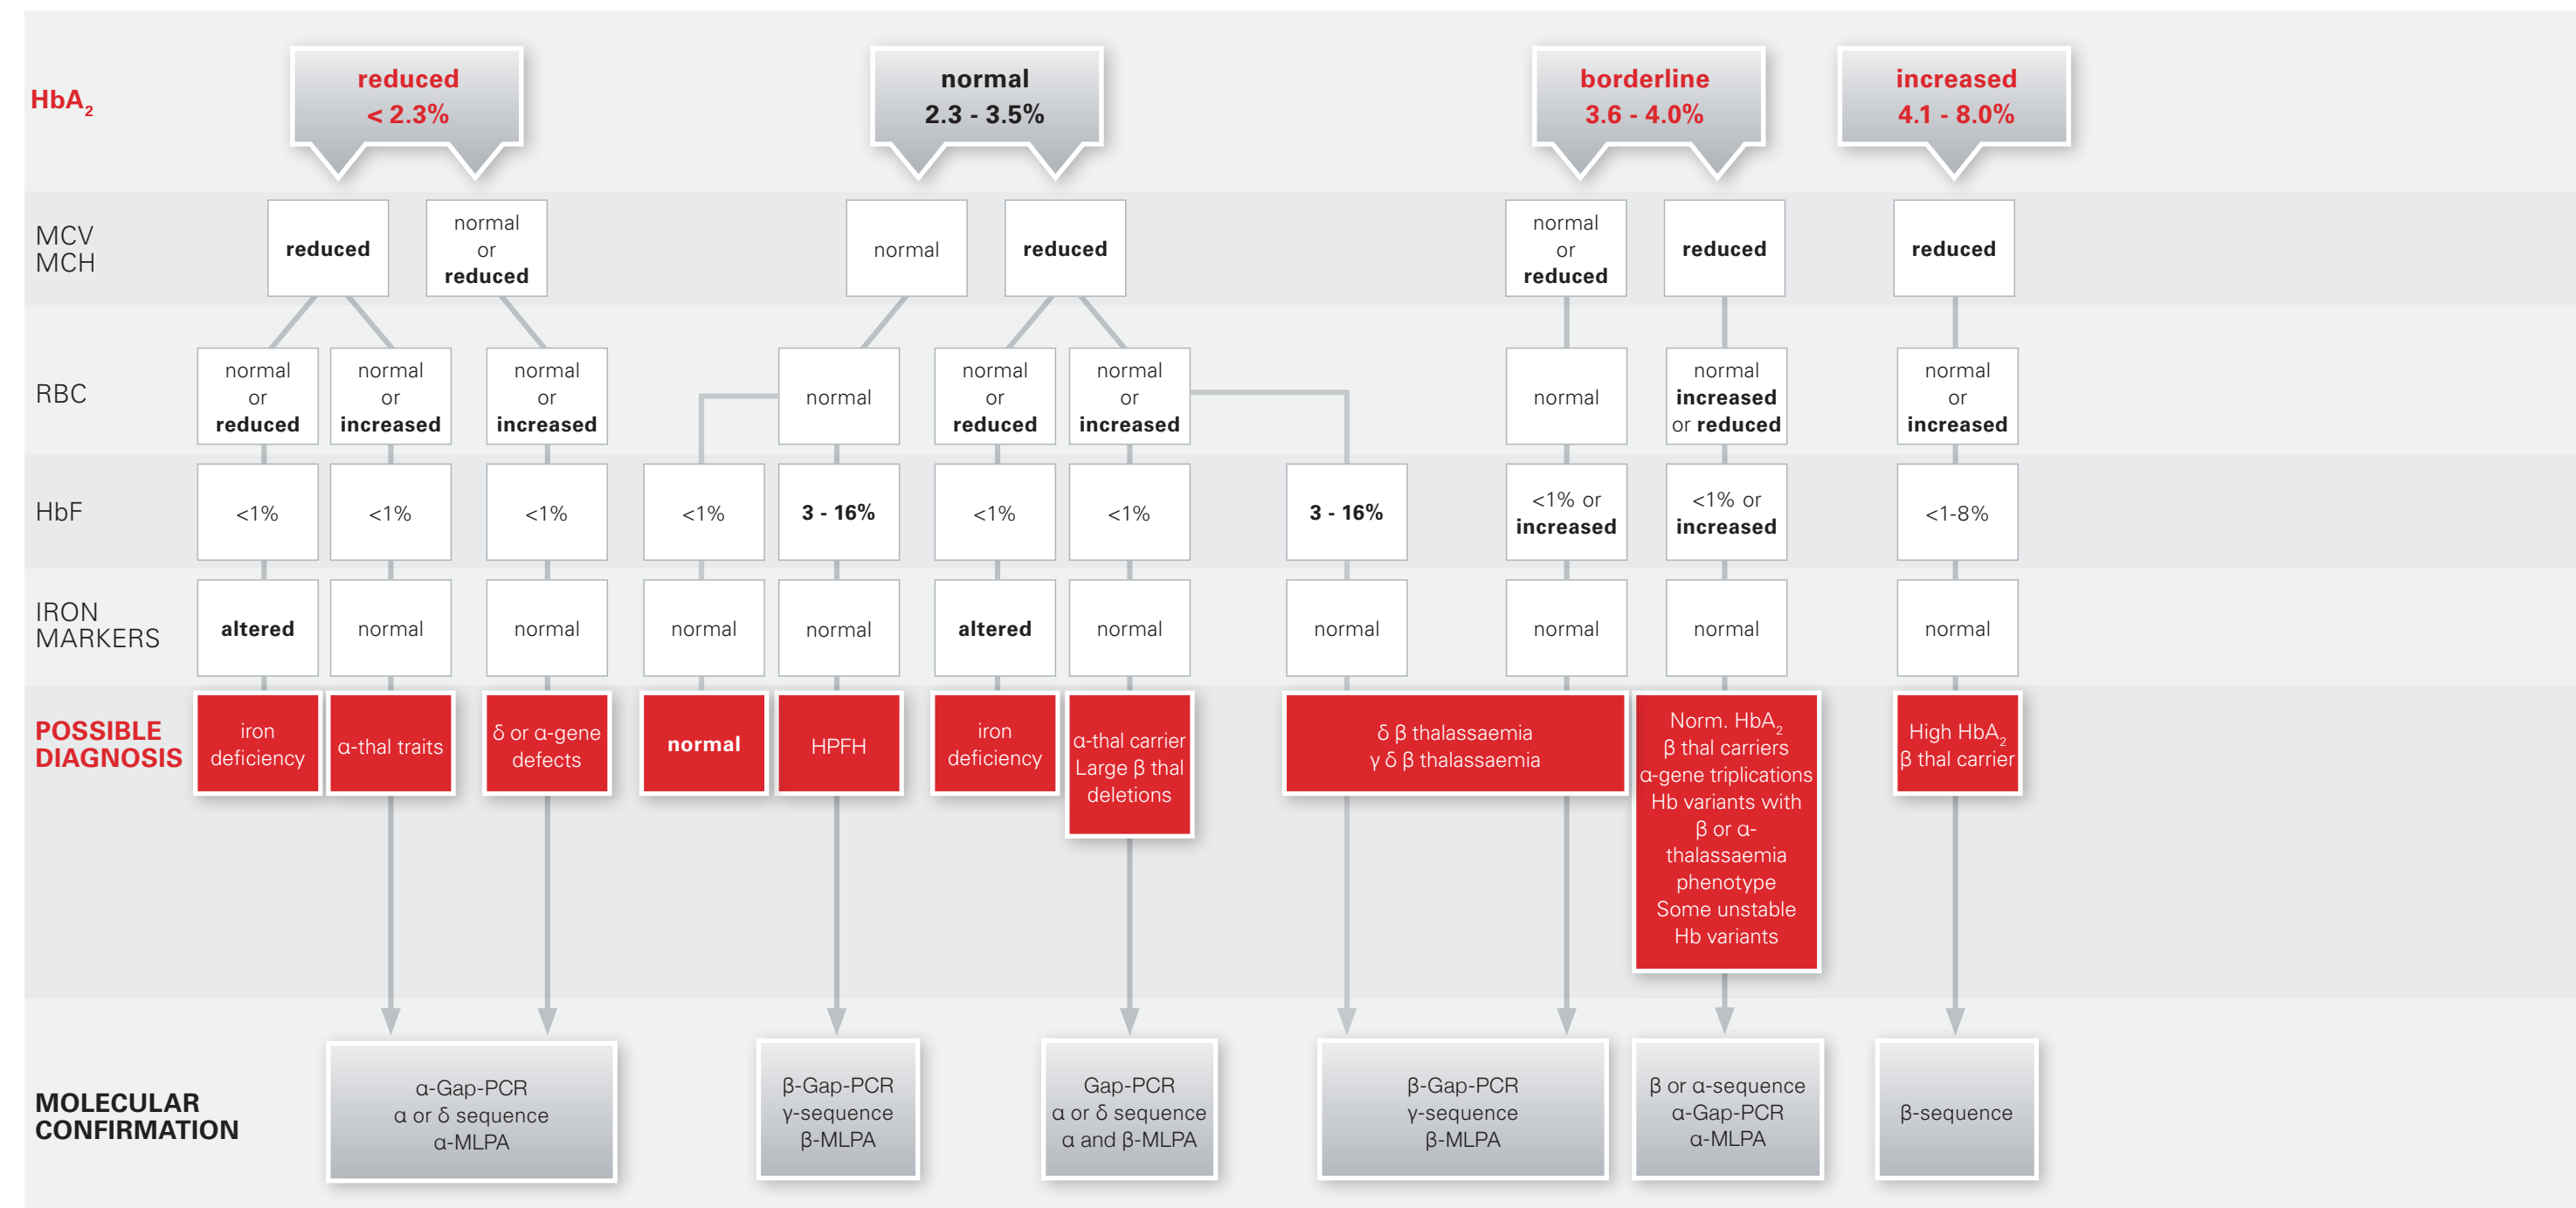 HbA2
reduced
< 2.3%
normal
2.3 - 3.5%
borderline
3.6 - 4.0%
increased
4.1 - 8.0%
MCV
MCH
reduced
normal
or
reduced
normal
reduced
normal
or
reduced
reduced
reduced
RBC
normal
or
reduced
normal
or
increased
normal
or
increased
normal
normal
or
reduced
normal
or
increased
normal
normal
increased
or reduced
normal
or
increased
HbF
<1%
<1%
<1%
<1%
3 - 16%
<1%
<1%
3 - 16%
<1% or
increased
<1% or
increased
<1-8%
IRON
MARKERS
altered
normal
normal
normal
normal
altered
normal
normal
normal
normal
normal
POSSIBLE
DIAGNOSIS
iron
deficiency
α-thal traits
δ or α-gene
defects
normal
HPFH
iron
deficiency
α-thal carrier
Large β thal
deletions
δ β thalassaemia
γ δ β thalassaemia
Norm. HbA2
β thal carriers
α-gene triplications
Hb variants with
β or α-
thalassaemia
phenotype
Some unstable
Hb variants
High HbA2
β thal carrier
MOLECULAR
CONFIRMATION
α-Gap-PCR
α or δ sequence
α-MLPA
β-Gap-PCR
γ-sequence
β-MLPA
Gap-PCR
α or δ sequence
α and β-MLPA
β-Gap-PCR
γ-sequence
β-MLPA
β or α-sequence
α-Gap-PCR
α-MLPA
β-sequence